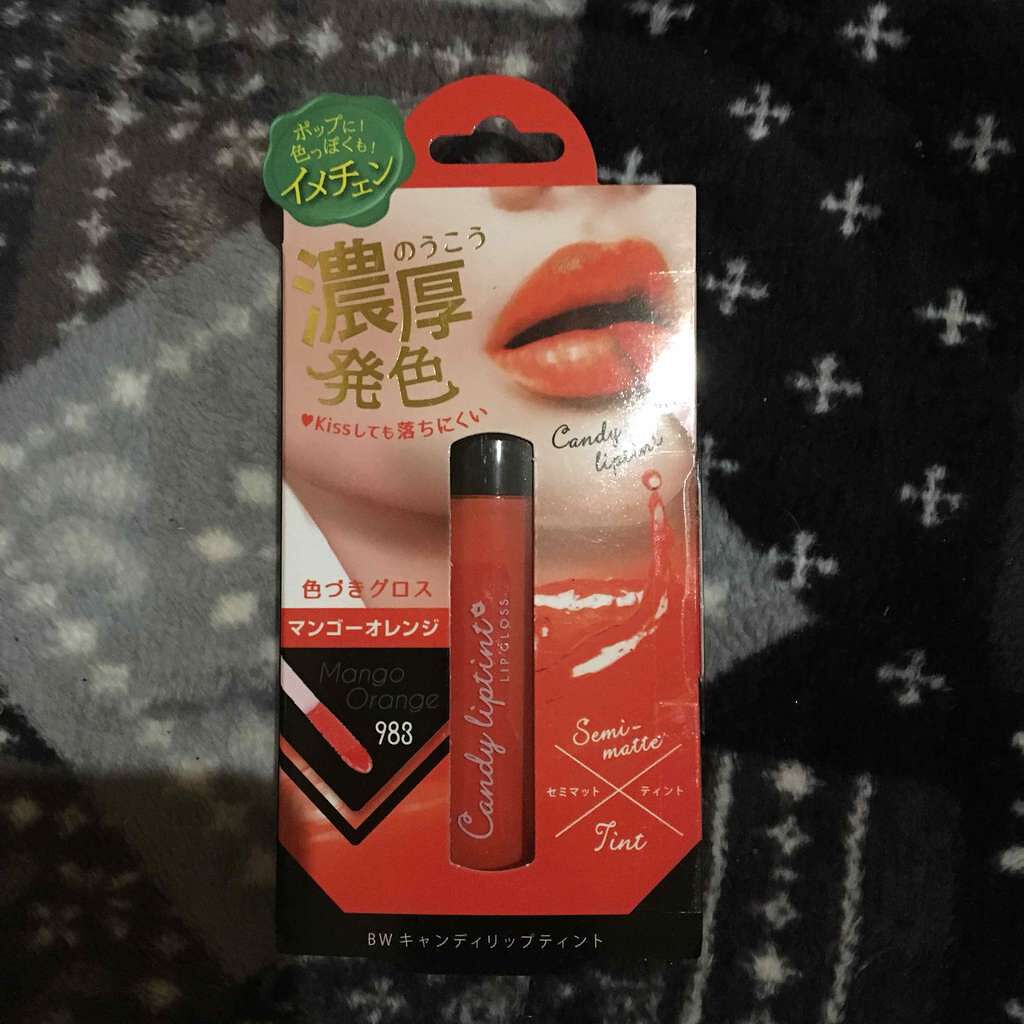 ポップに!
色っぽくも!
イメチェン
のうこう
濃厚
発色
♥Kissしても落ちにくい
Candy
liptint
色づきグロス
マンゴーオレンジ
Mango
Orange
983
Candy liptint
LIP GLOSS
Semi-
matte
セミマット
ティント
Tint
BW キャンディリップティント